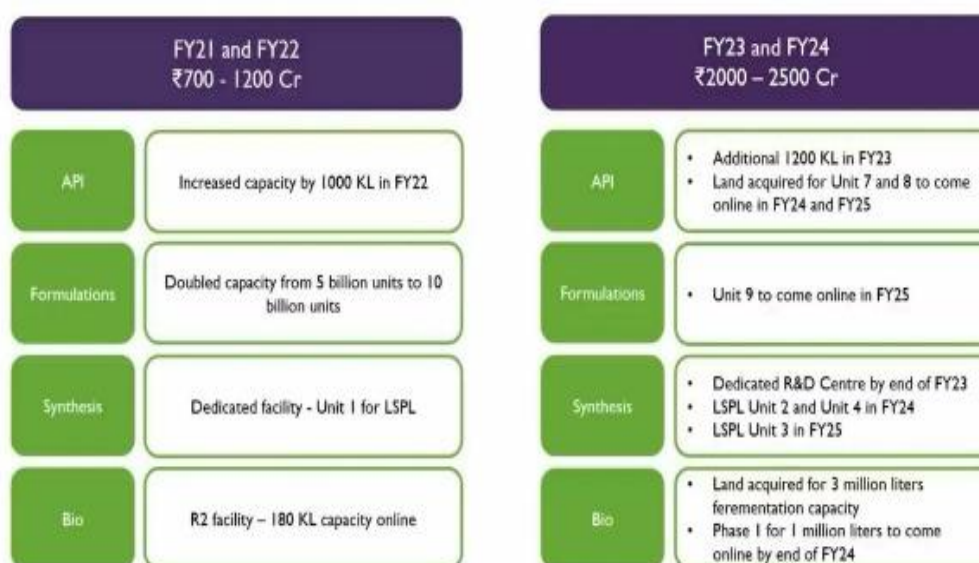 FY21 and FY22
₹700 - 1200 Cr
API
Increased capacity by 1000 KL in FY22
Formulations
Doubled capacity from 5 billion units to 10
billion units
Synthesis
Dedicated facility - Unit 1 for LSPL
Bio
R2 facility – 180 KL capacity online
FY23 and FY24
₹2000 – 2500 Cr
API
• Additional 1200 KL in FY23
• Land acquired for Unit 7 and 8 to come
online in FY24 and FY25
Formulations
• Unit 9 to come online in FY25
Synthesis
• Dedicated R&D Centre by end of FY23
• LSPL Unit 2 and Unit 4 in FY24
• LSPL Unit 3 in FY25
Bio
• Land acquired for 3 million liters
ferementation capacity
• Phase 1 for 1 million liters to come
online by end of FY24